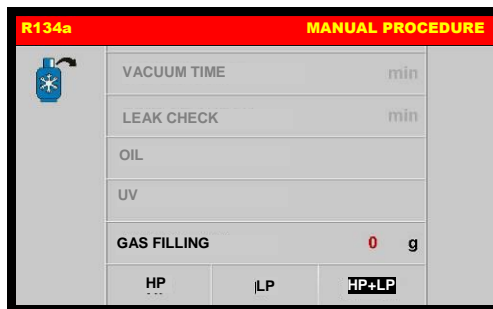 R134a MANUAL PROCEDURE
VACUUM TIME min
LEAK CHECK min
OIL
UV
GAS FILLING 0 g
HP LP HP+LP